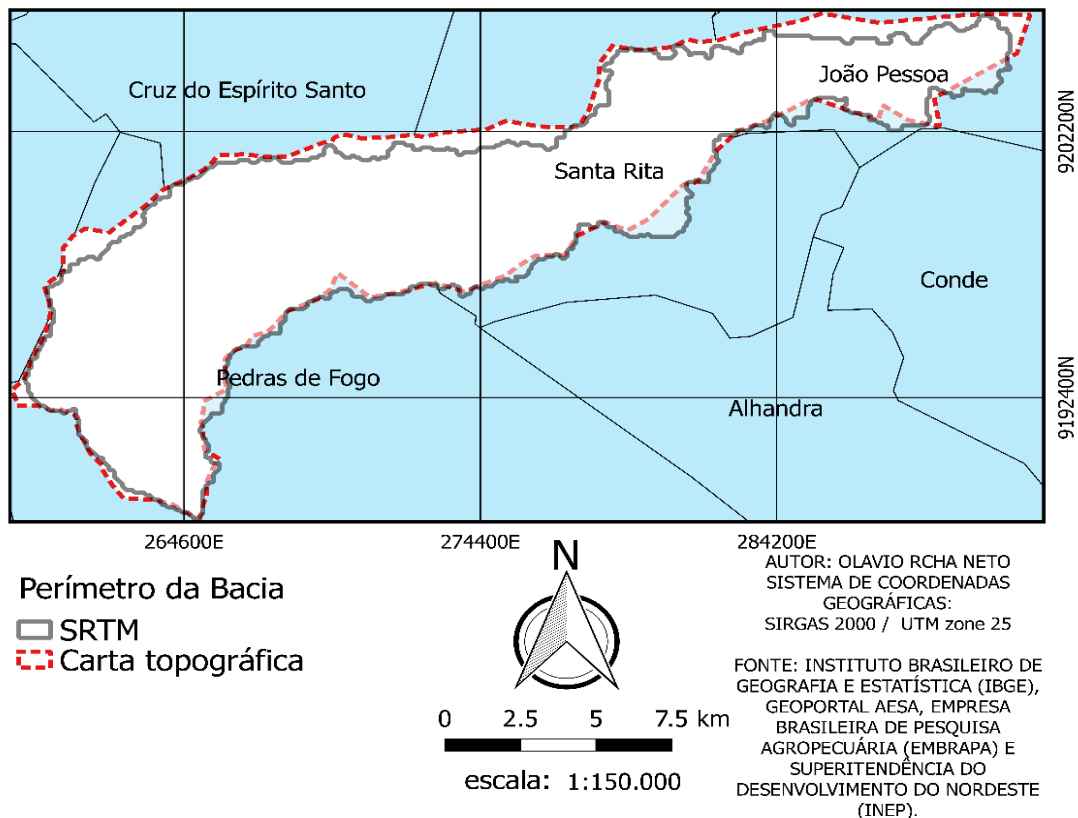 Cruz do Espírito Santo
João Pessoa
Santa Rita
Conde
Pedras de Fogo
Alhandra
9202200N
9192400N
264600E
274400E
284200E
Perímetro da Bacia
SRTM
Carta topográfica
N
0 2.5 5 7.5 km
escala: 1:150.000
AUTOR: OLAVIO RCHA NETO
SISTEMA DE COORDENADAS
GEOGRÁFICAS:
SIRGAS 2000 / UTM zone 25
FONTE: INSTITUTO BRASILEIRO DE
GEOGRAFIA E ESTATÍSTICA (IBGE),
GEOPORTAL AESA, EMPRESA
BRASILEIRA DE PESQUISA
AGROPECUÁRIA (EMBRAPA) E
SUPERITENDÊNCIA DO
DESENVOLVIMENTO DO NORDESTE
(INEP).